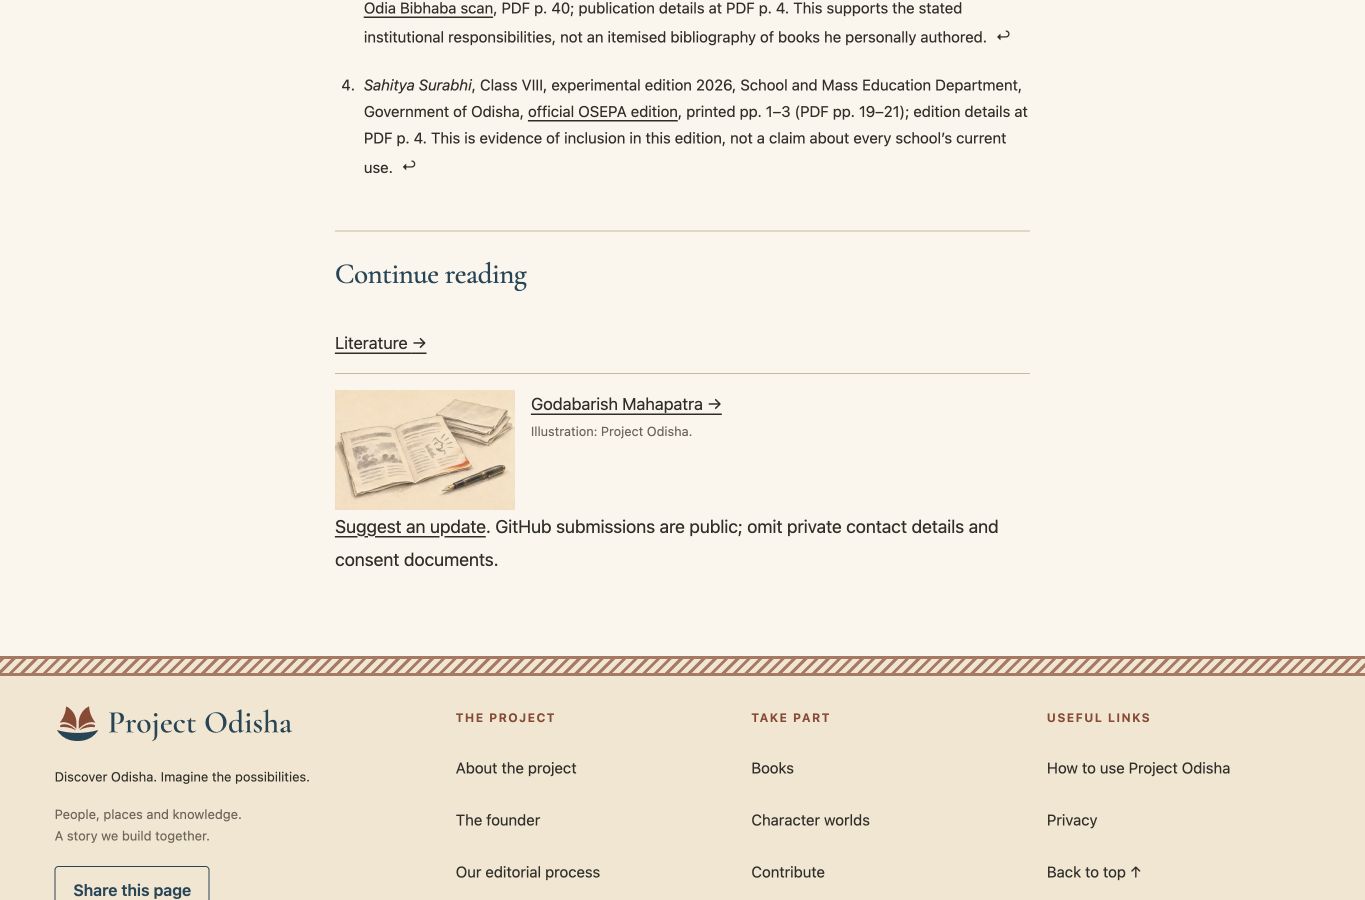 Odia Bibhaba scan, PDF p. 40; publication details at PDF p. 4. This supports the stated
institutional responsibilities, not an itemised bibliography of books he personally authored. ↩
4. Sahitya Surabhi, Class VIII, experimental edition 2026, School and Mass Education Department,
Government of Odisha, official OSEPA edition, printed pp. 1–3 (PDF pp. 19–21); edition details at
PDF p. 4. This is evidence of inclusion in this edition, not a claim about every school’s current
use. ↩
Continue reading
Literature →
Godabarish Mahapatra →
Illustration: Project Odisha.
Suggest an update. GitHub submissions are public; omit private contact details and
consent documents.
Project Odisha
Discover Odisha. Imagine the possibilities.
People, places and knowledge.
A story we build together.
Share this page
THE PROJECT
About the project
The founder
Our editorial process
TAKE PART
Books
Character worlds
Contribute
USEFUL LINKS
How to use Project Odisha
Privacy
Back to top ↑